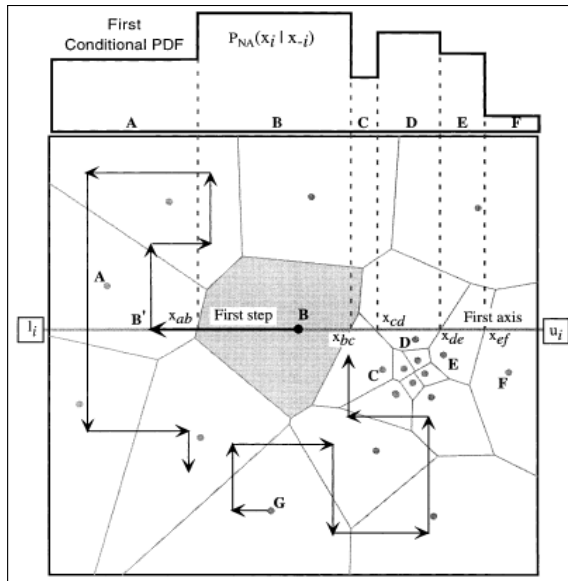 First
Conditional PDF
P_NA(x_i | x_-i)
A B C D E F
A
B'
x_ab
First step
B
First axis
l_i
x_bc
x_cd
x_de
x_ef
u_i
D
C
E
F
G